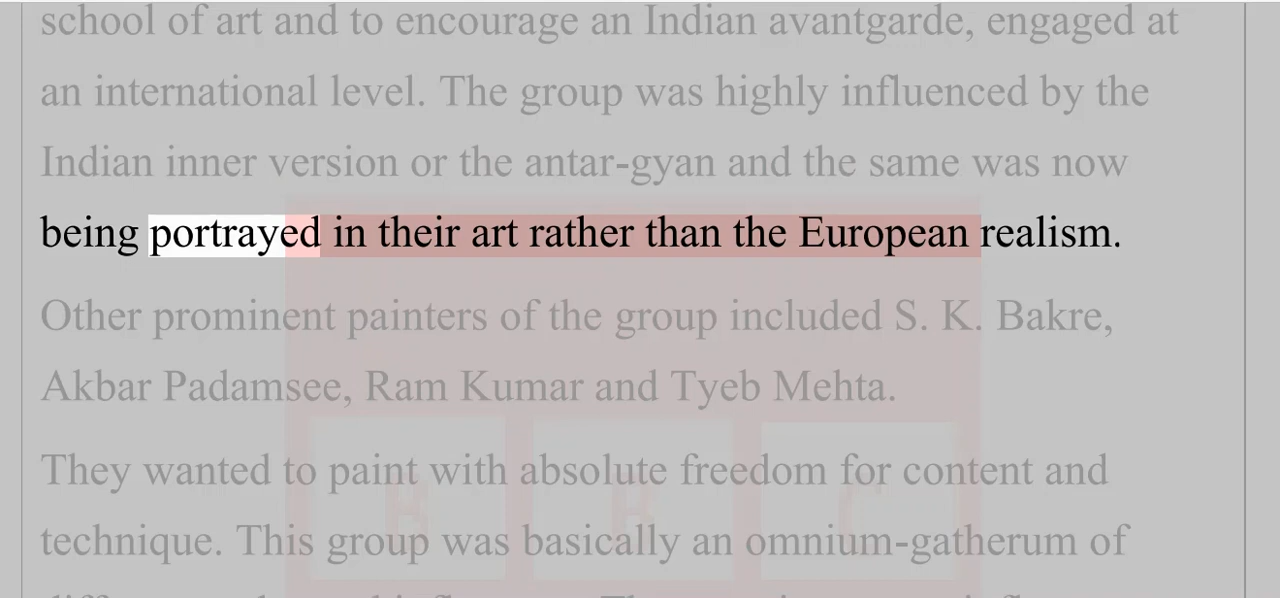 school of art and to encourage an Indian avantgarde, engaged at
an international level. The group was highly influenced by the
Indian inner version or the antar-gyan and the same was now
being portrayed in their art rather than the European realism.
Other prominent painters of the group included S. K. Bakre,
Akbar Padamsee, Ram Kumar and Tyeb Mehta.
They wanted to paint with absolute freedom for content and
technique. This group was basically an omnium-gatherum of